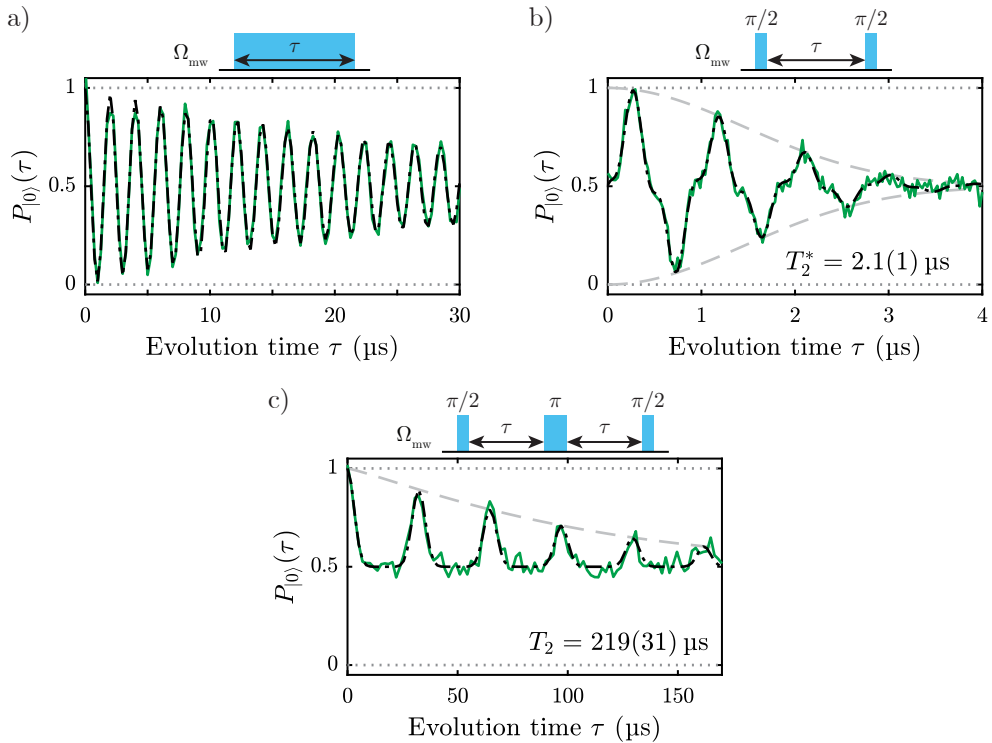 a)
Ω_mw
τ
1
0.5
0
P_|0⟩(τ)
0
10
20
30
Evolution time τ (µs)
b)
π/2
π/2
Ω_mw
τ
1
0.5
0
P_|0⟩(τ)
T₂* = 2.1(1) µs
0
1
2
3
4
Evolution time τ (µs)
c)
π/2
π
π/2
Ω_mw
τ
τ
1
0.5
0
P_|0⟩(τ)
T₂ = 219(31) µs
0
50
100
150
Evolution time τ (µs)